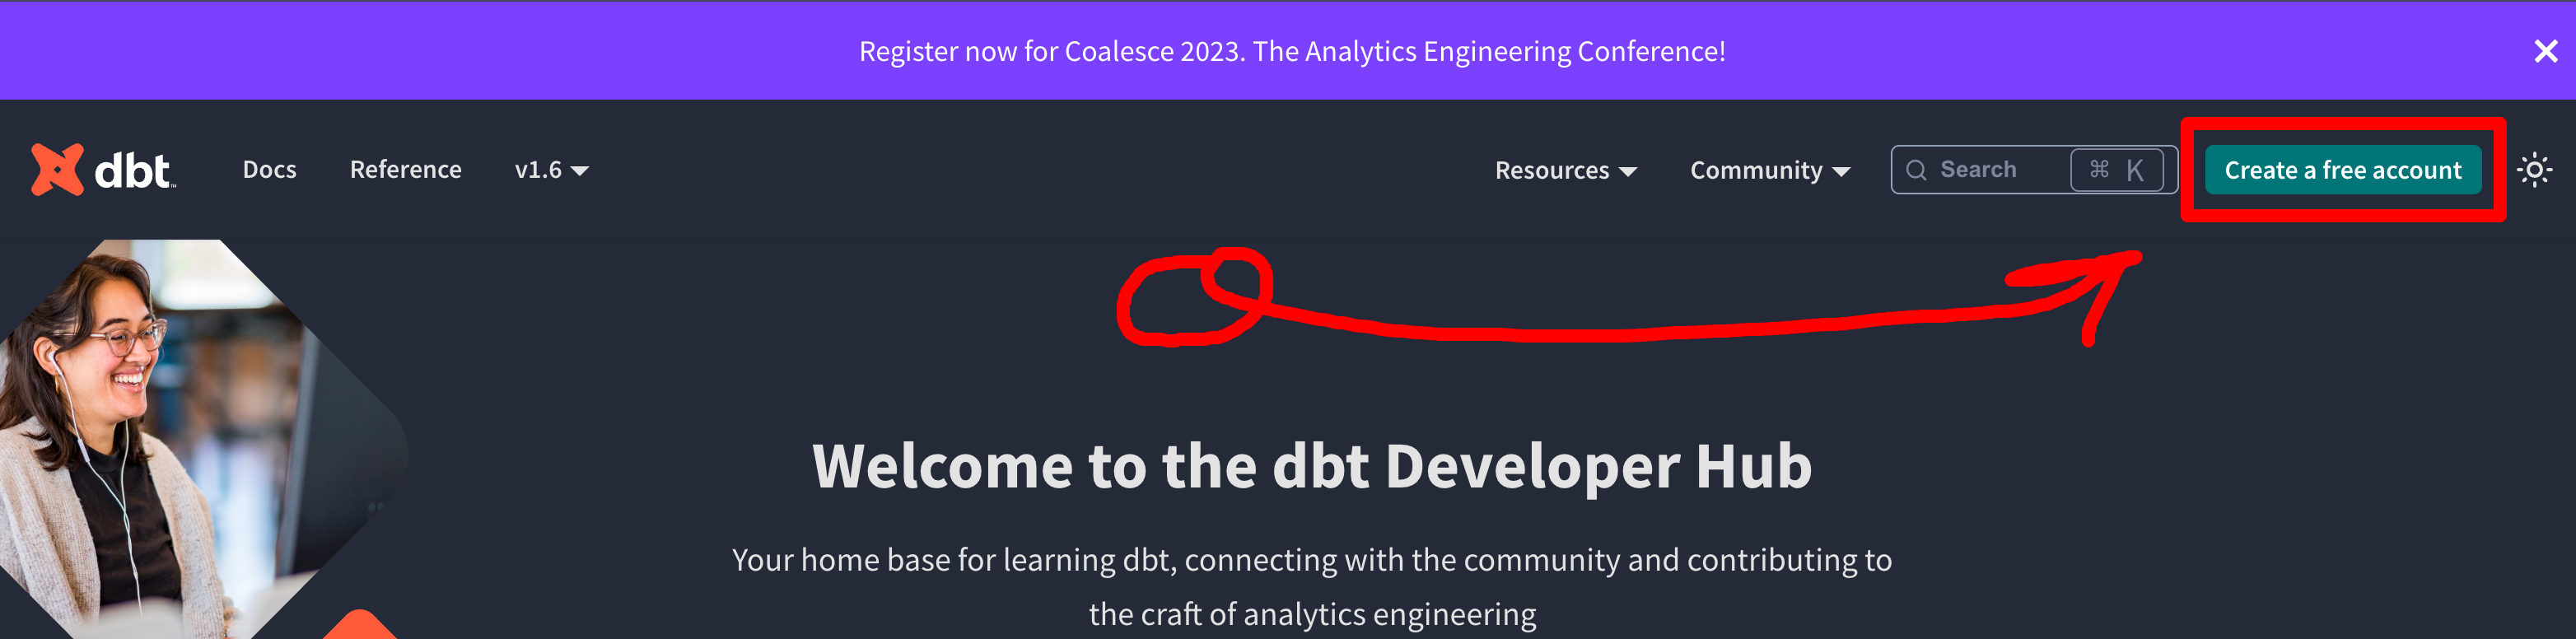 Register now for Coalesce 2023. The Analytics Engineering Conference!
dbt™ Docs Reference v1.6 Resources Community Search ⌘ K Create a free account
Welcome to the dbt Developer Hub
Your home base for learning dbt, connecting with the community and contributing to
the craft of analytics engineering